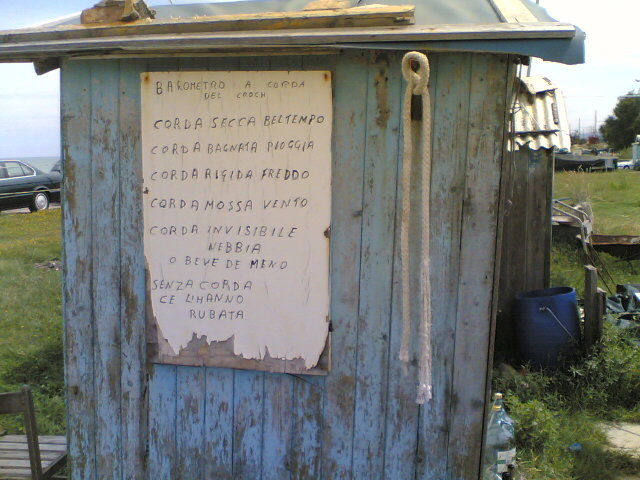 BAROMETRO A CORDA
DEL CROCH
CORDA SECCA BELTEMPO
CORDA BAGNATA PIOGGIA
CORDA RIGIDA FREDDO
CORDA MOSSA VENTO
CORDA INVISIBILE
NEBBIA
O BEVE DE MENO
SENZA CORDA
CE L'HANNO
RUBATA